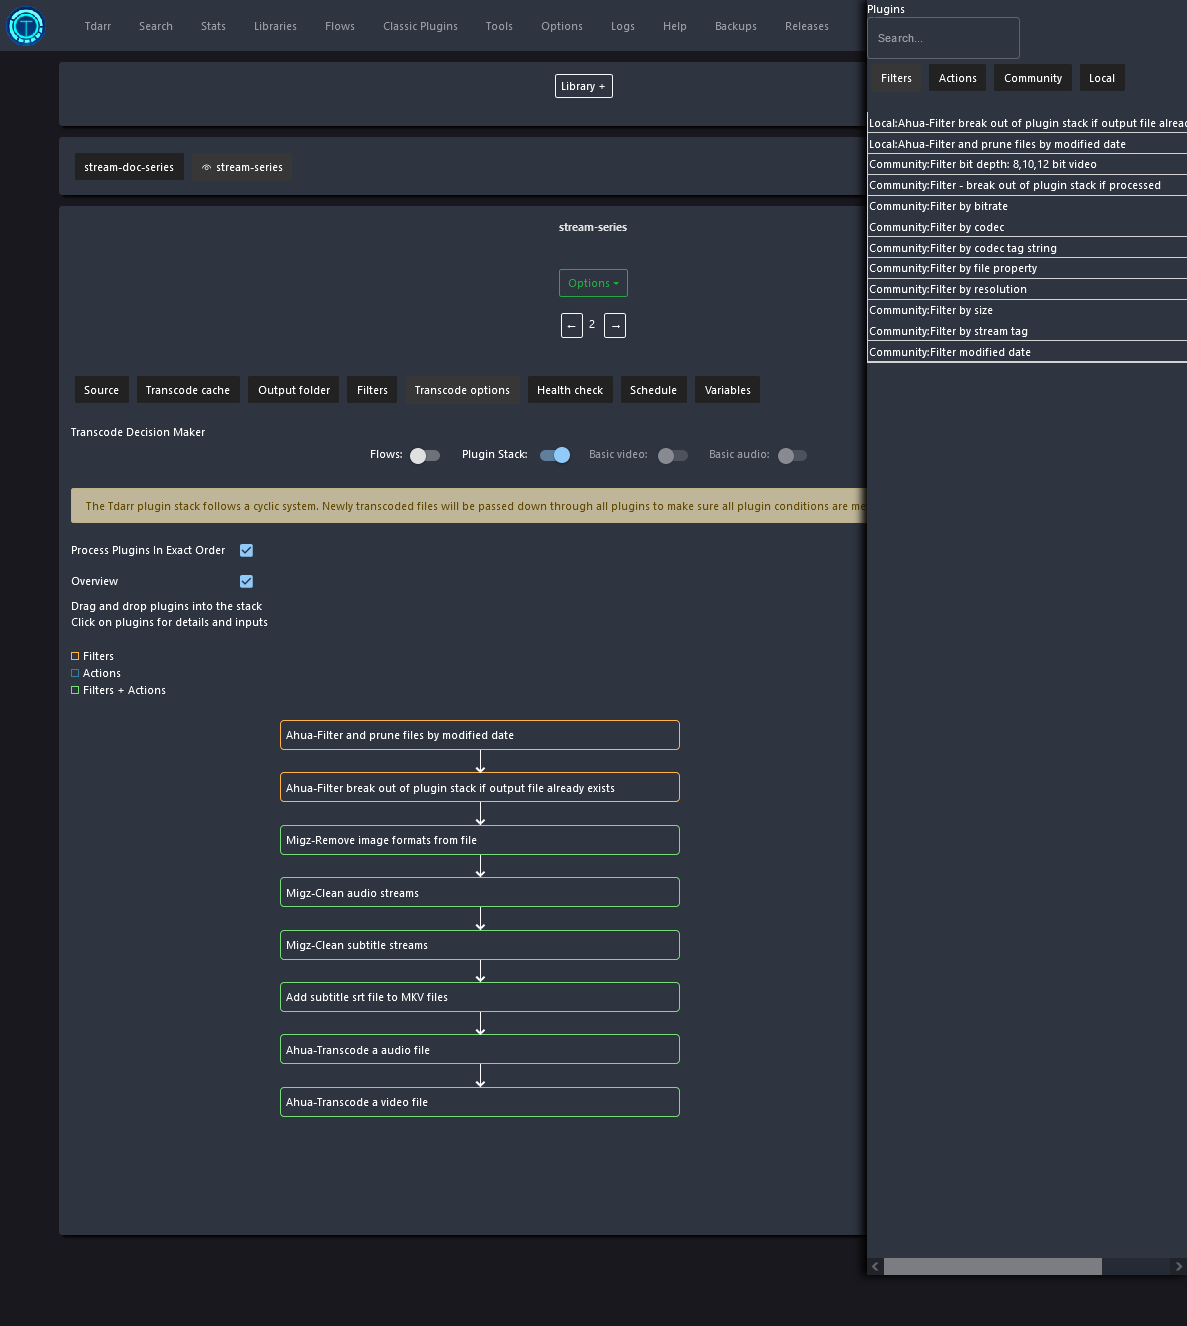 Tdarr Search Stats Libraries Flows Classic Plugins Tools Options Logs Help Backups Releases
Library +
stream-doc-series stream-series
stream-series
Options
← 2 →
Source Transcode cache Output folder Filters Transcode options Health check Schedule Variables
Transcode Decision Maker
Flows: Plugin Stack: Basic video: Basic audio:
The Tdarr plugin stack follows a cyclic system. Newly transcoded files will be passed down through all plugins to make sure all plugin conditions are me
Process Plugins In Exact Order
Overview
Drag and drop plugins into the stack
Click on plugins for details and inputs
Filters
Actions
Filters + Actions
Ahua-Filter and prune files by modified date
Ahua-Filter break out of plugin stack if output file already exists
Migz-Remove image formats from file
Migz-Clean audio streams
Migz-Clean subtitle streams
Add subtitle srt file to MKV files
Ahua-Transcode a audio file
Ahua-Transcode a video file
Plugins
Search...
Filters Actions Community Local
Local:Ahua-Filter break out of plugin stack if output file alrea
Local:Ahua-Filter and prune files by modified date
Community:Filter bit depth: 8,10,12 bit video
Community:Filter - break out of plugin stack if processed
Community:Filter by bitrate
Community:Filter by codec
Community:Filter by codec tag string
Community:Filter by file property
Community:Filter by resolution
Community:Filter by size
Community:Filter by stream tag
Community:Filter modified date